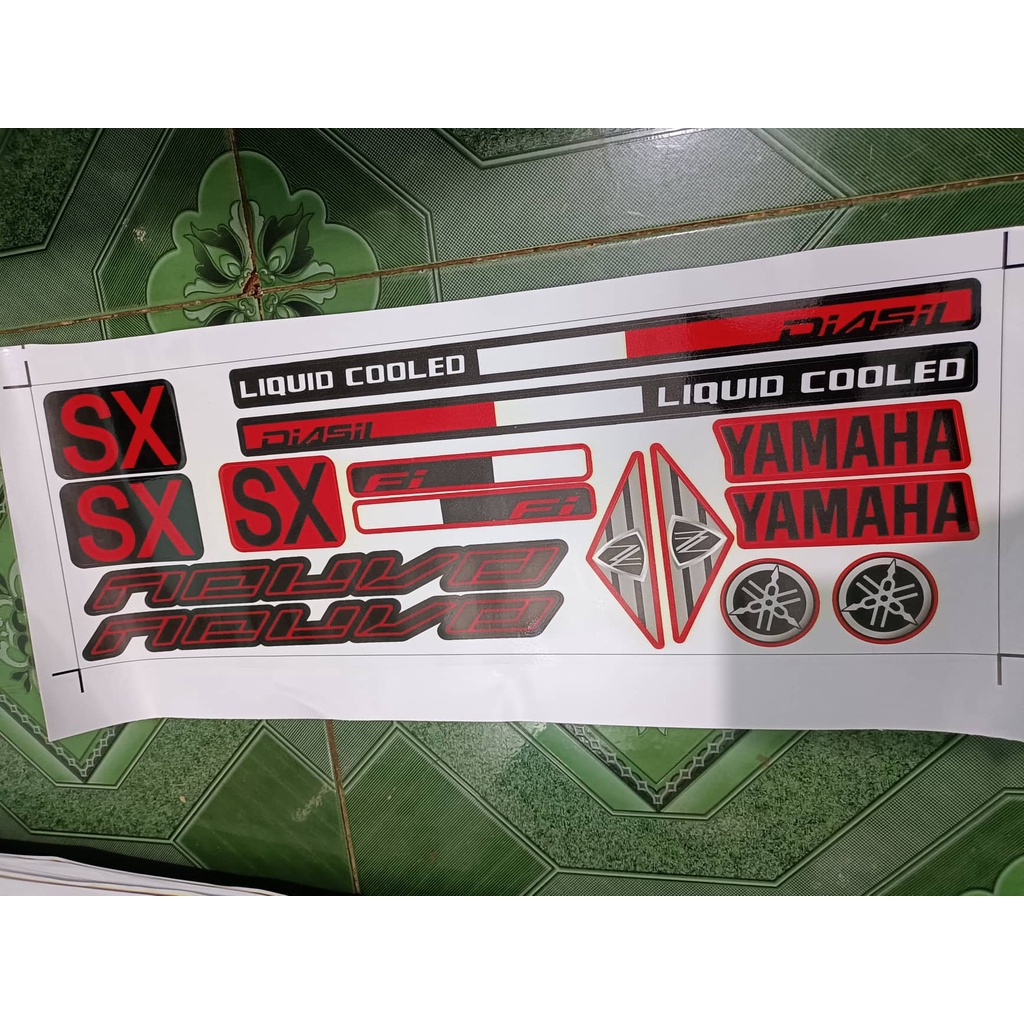 LIQUID COOLED DiASiL
DiASiL LIQUID COOLED
SX
SX
SX
Fi
Fi
YAMAHA
YAMAHA
nouvo
nouvo